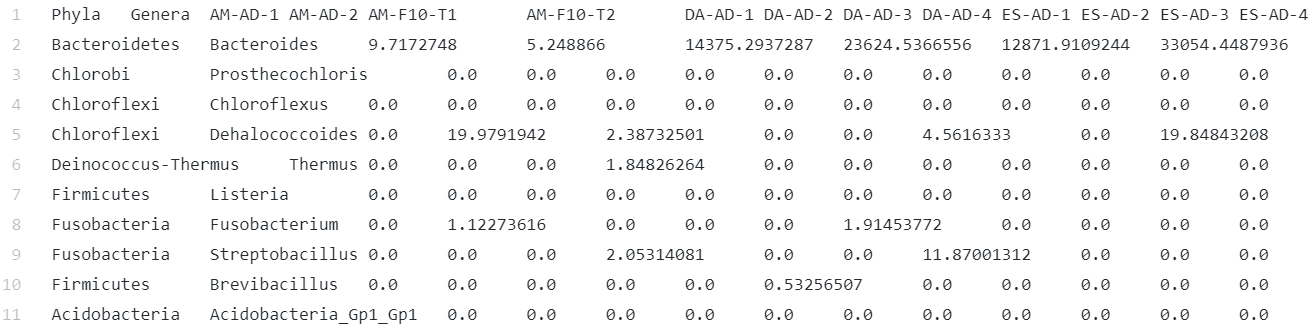 1 Phyla Genera AM-AD-1 AM-AD-2 AM-F10-T1 AM-F10-T2 DA-AD-1 DA-AD-2 DA-AD-3 DA-AD-4 ES-AD-1 ES-AD-2 ES-AD-3 ES-AD-4
2 Bacteroidetes Bacteroides 9.7172748 5.248866 14375.2937287 23624.5366556 12871.9109244 33054.4487936
3 Chlorobi Prosthecochloris 0.0 0.0 0.0 0.0 0.0 0.0 0.0 0.0 0.0 0.0 0.0
4 Chloroflexi Chloroflexus 0.0 0.0 0.0 0.0 0.0 0.0 0.0 0.0 0.0 0.0 0.0 0.0
5 Chloroflexi Dehalococcoides 0.0 19.9791942 2.38732501 0.0 0.0 4.5616333 0.0 19.84843208
6 Deinococcus-Thermus Thermus 0.0 0.0 0.0 1.84826264 0.0 0.0 0.0 0.0 0.0 0.0 0.0
7 Firmicutes Listeria 0.0 0.0 0.0 0.0 0.0 0.0 0.0 0.0 0.0 0.0 0.0 0.0
8 Fusobacteria Fusobacterium 0.0 1.12273616 0.0 0.0 0.0 1.91453772 0.0 0.0 0.0 0.0
9 Fusobacteria Streptobacillus 0.0 0.0 0.0 2.05314081 0.0 0.0 11.87001312 0.0 0.0 0.0
10 Firmicutes Brevibacillus 0.0 0.0 0.0 0.0 0.0 0.53256507 0.0 0.0 0.0 0.0 0.0
11 Acidobacteria Acidobacteria_Gp1_Gp1 0.0 0.0 0.0 0.0 0.0 0.0 0.0 0.0 0.0 0.0 0.0